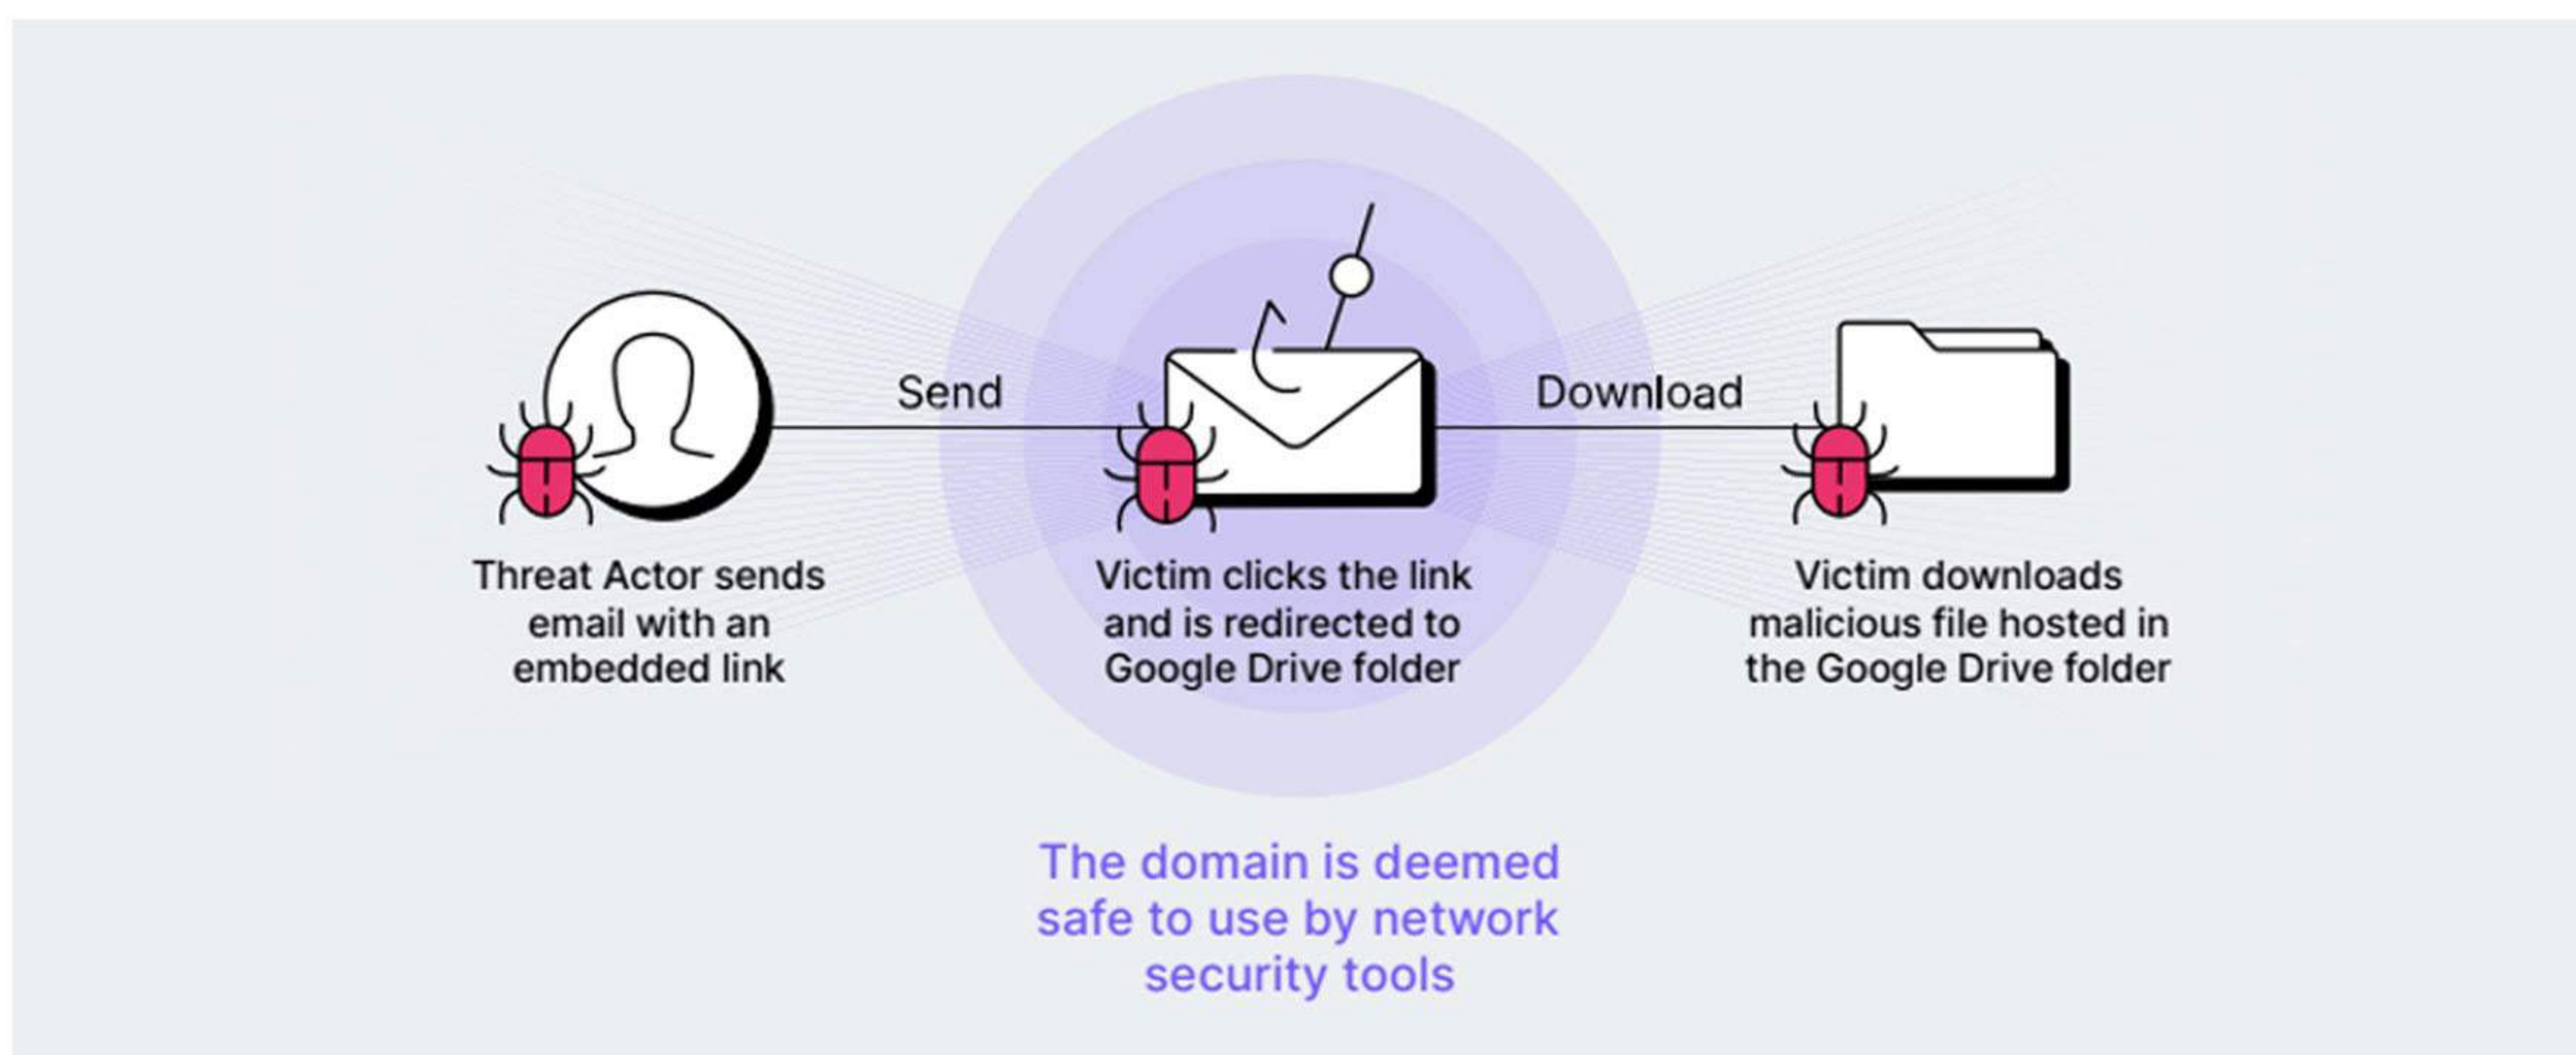 Send
Download
Threat Actor sends
email with an
embedded link
Victim clicks the link
and is redirected to
Google Drive folder
Victim downloads
malicious file hosted in
the Google Drive folder
The domain is deemed
safe to use by network
security tools